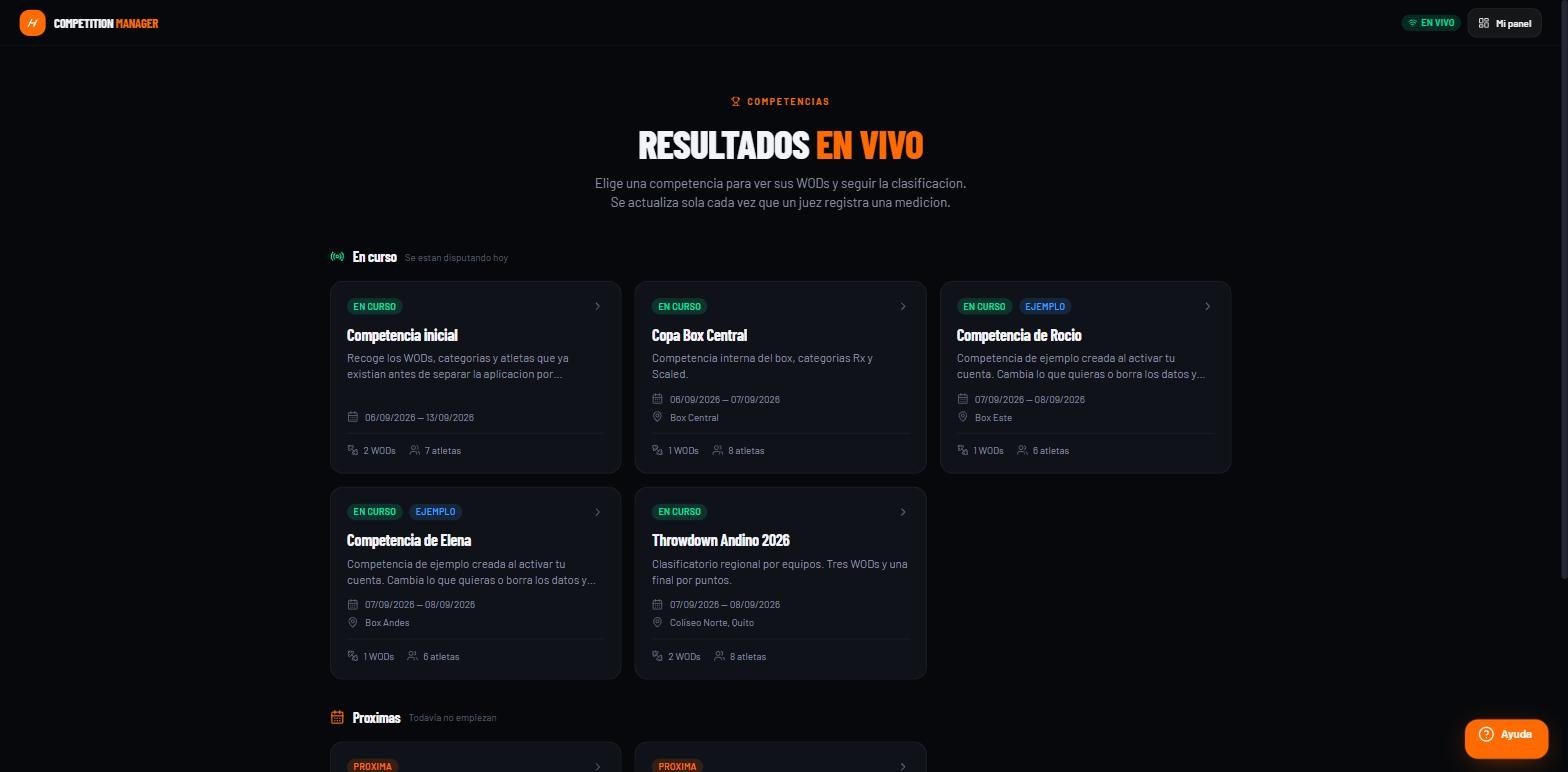 COMPETITION MANAGER
EN VIVO
Mi panel
COMPETENCIAS
RESULTADOS EN VIVO
Elige una competencia para ver sus WODs y seguir la clasificacion.
Se actualiza sola cada vez que un juez registra una medicion.
En curso Se estan disputando hoy
EN CURSO
Competencia inicial
Recoge los WODs, categorias y atletas que ya
existian antes de separar la aplicacion por...
06/09/2026 — 13/09/2026
2 WODs 7 atletas
EN CURSO
Copa Box Central
Competencia interna del box, categorias Rx y
Scaled.
06/09/2026 — 07/09/2026
Box Central
1 WODs 8 atletas
EN CURSO EJEMPLO
Competencia de Rocio
Competencia de ejemplo creada al activar tu
cuenta. Cambia lo que quieras o borra los datos y...
07/09/2026 — 08/09/2026
Box Este
1 WODs 6 atletas
EN CURSO EJEMPLO
Competencia de Elena
Competencia de ejemplo creada al activar tu
cuenta. Cambia lo que quieras o borra los datos y...
07/09/2026 — 08/09/2026
Box Andes
1 WODs 6 atletas
EN CURSO
Throwdown Andino 2026
Clasificatorio regional por equipos. Tres WODs y una
final por puntos.
07/09/2026 — 08/09/2026
Coliseo Norte, Quito
2 WODs 8 atletas
Proximas Todavia no empiezan
PROXIMA
PROXIMA
Ayuda